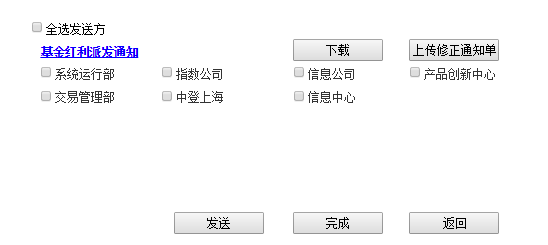 全选发送方
基金红利派发通知 下载 上传修正通知单
系统运行部 指数公司 信息公司 产品创新中心
交易管理部 中登上海 信息中心
发送 完成 返回